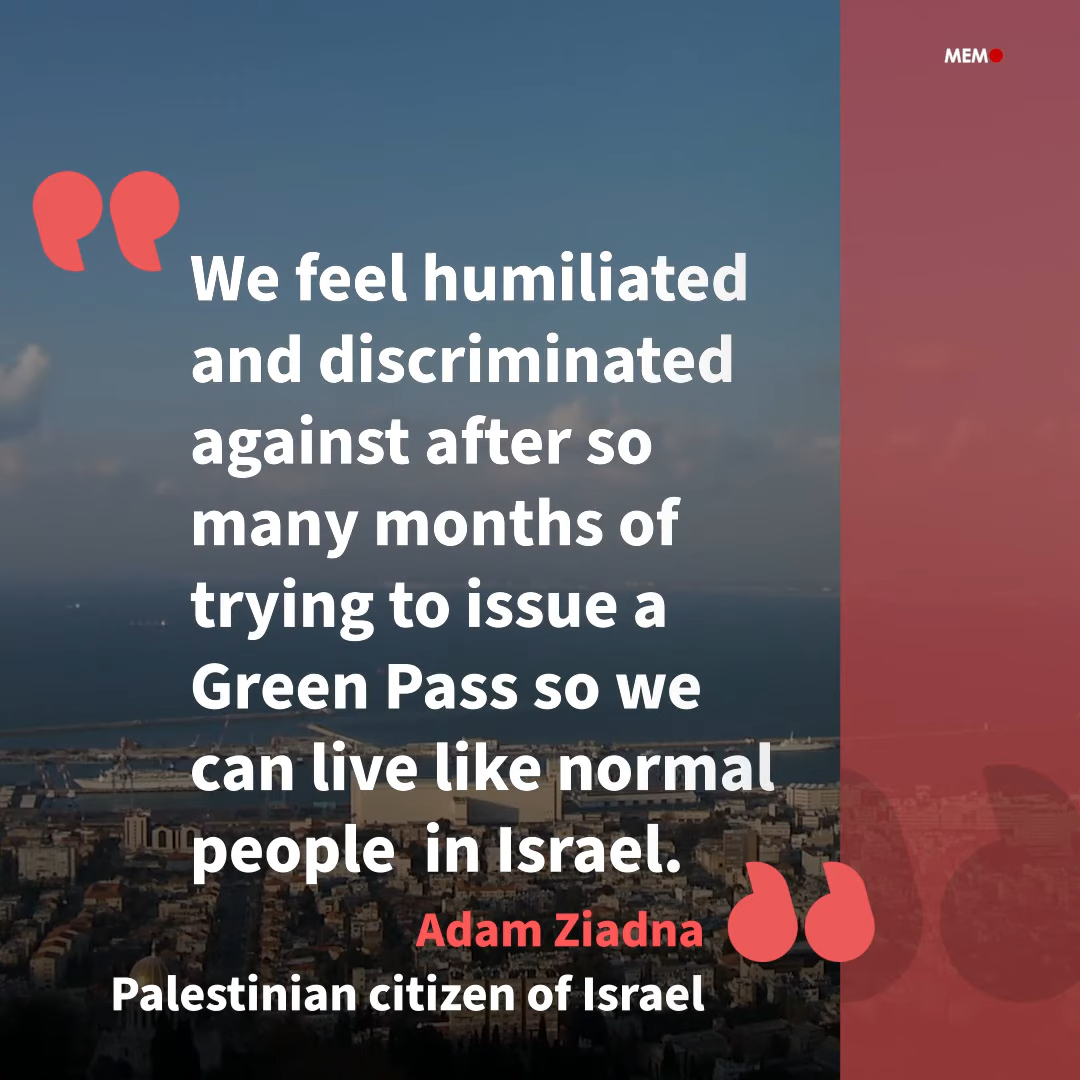 MEM
We feel humiliated
and discriminated
against after so
many months of
trying to issue a
Green Pass so we
can live like normal
people  in Israel.
Adam Ziadna
Palestinian citizen of Israel